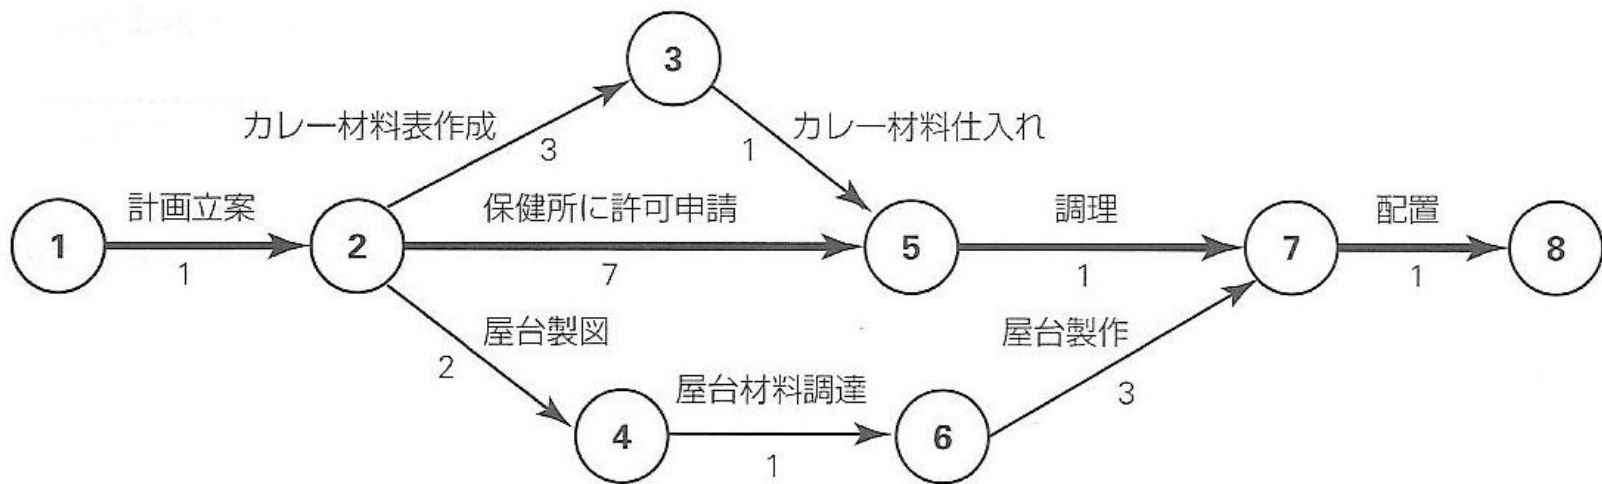 3
カレー材料表作成
3
1
カレー材料仕入れ
計画立案
保健所に許可申請
調理
配置
1
2
5
7
8
1
7
1
1
屋台製図
2
屋台製作
3
屋台材料調達
4
6
1